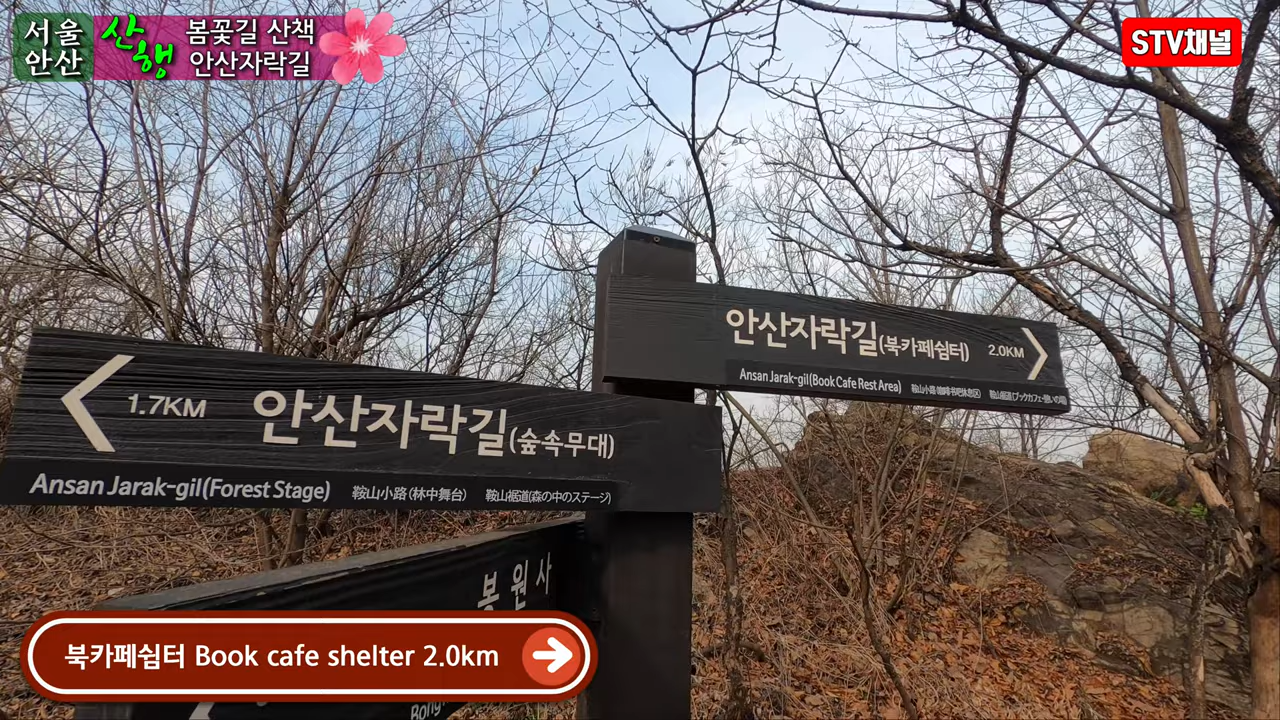 서울
안산
산행
봄꽃길 산책
안산자락길
STV채널
안산자락길(북카페쉼터) 2.0KM
Ansan Jarak-gil(Book Cafe Rest Area)
1.7KM 안산자락길(숲속무대)
Ansan Jarak-gil(Forest Stage) 鞍山小路(林中舞台) 鞍山裾道(森の中のステージ)
봉원사
북카페쉼터 Book cafe shelter 2.0km